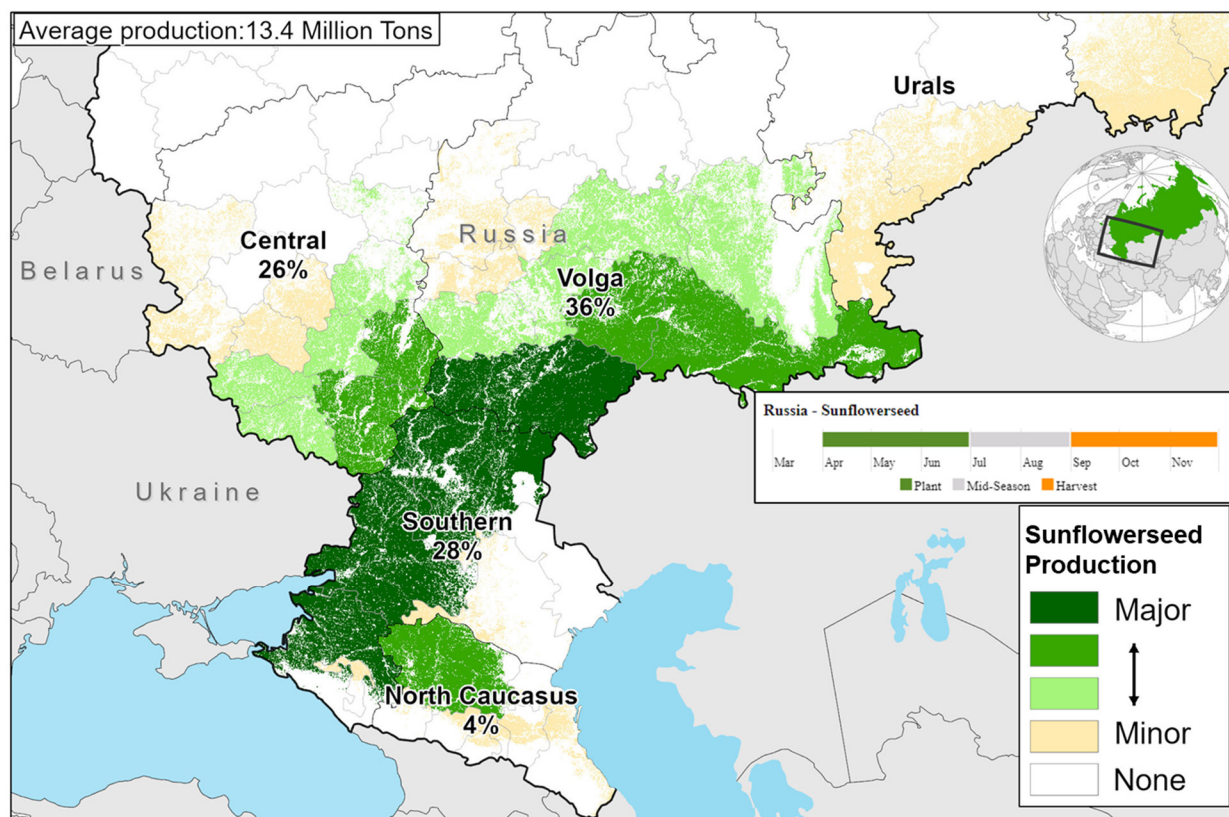 Average production:13.4 Million Tons
Urals
Central
26%
Russia
Belarus
Volga
36%
Russia - Sunflowerseed
Mar Apr May Jun Jul Aug Sep Oct Nov
Plant Mid-Season Harvest
Ukraine
Southern
28%
North Caucasus
4%
Sunflowerseed
Production
Major
Minor
None